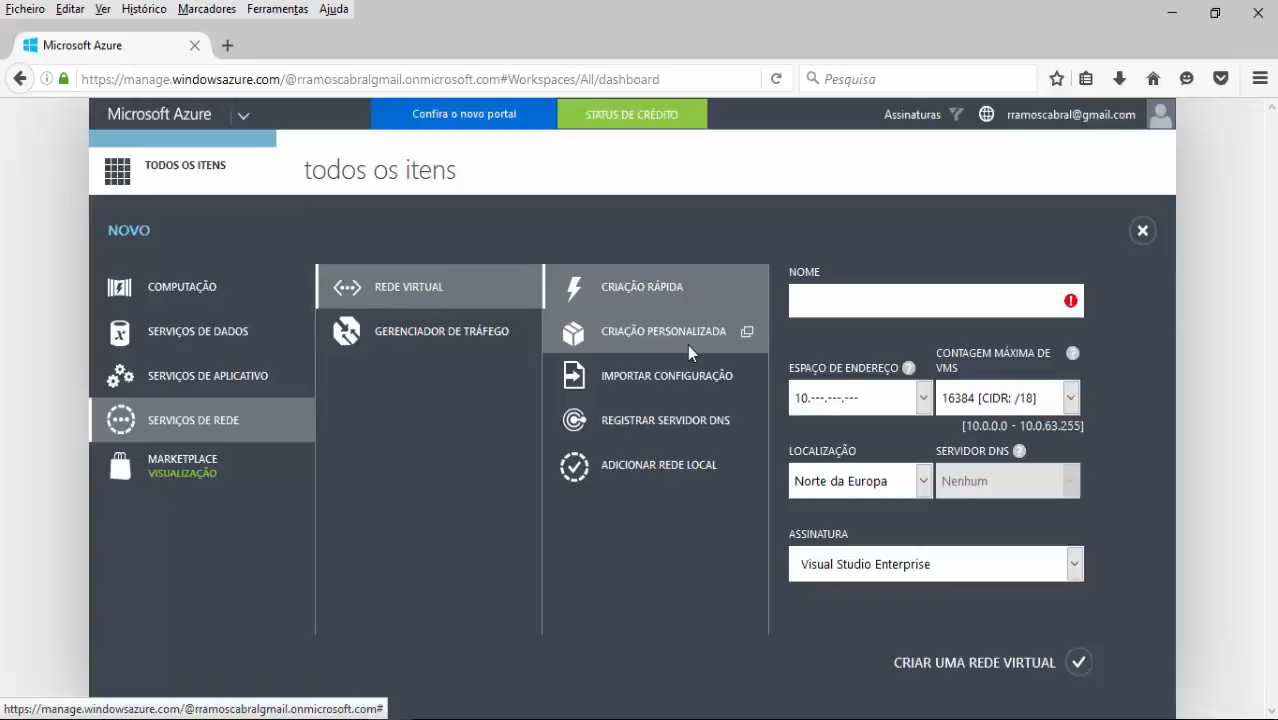 Ficheiro Editar Ver Histórico Marcadores Ferramentas Ajuda
Microsoft Azure
https://manage.windowsazure.com/@rramoscabralgmail.onmicrosoft.com#Workspaces/All/dashboard
Pesquisa
Microsoft Azure
Confira o novo portal
STATUS DE CRÉDITO
Assinaturas
rramoscabral@gmail.com
TODOS OS ITENS
todos os itens
NOVO
COMPUTAÇÃO
SERVIÇOS DE DADOS
SERVIÇOS DE APLICATIVO
SERVIÇOS DE REDE
MARKETPLACE
VISUALIZAÇÃO
REDE VIRTUAL
GERENCIADOR DE TRÁFEGO
CRIAÇÃO RÁPIDA
CRIAÇÃO PERSONALIZADA
IMPORTAR CONFIGURAÇÃO
REGISTRAR SERVIDOR DNS
ADICIONAR REDE LOCAL
NOME
ESPAÇO DE ENDEREÇO ?
CONTAGEM MÁXIMA DE
VMS ?
10.---.---.---
16384 [CIDR: /18]
[10.0.0.0 - 10.0.63.255]
LOCALIZAÇÃO
SERVIDOR DNS ?
Norte da Europa
Nenhum
ASSINATURA
Visual Studio Enterprise
CRIAR UMA REDE VIRTUAL
https://manage.windowsazure.com/@rramoscabralgmail.onmicrosoft.com#